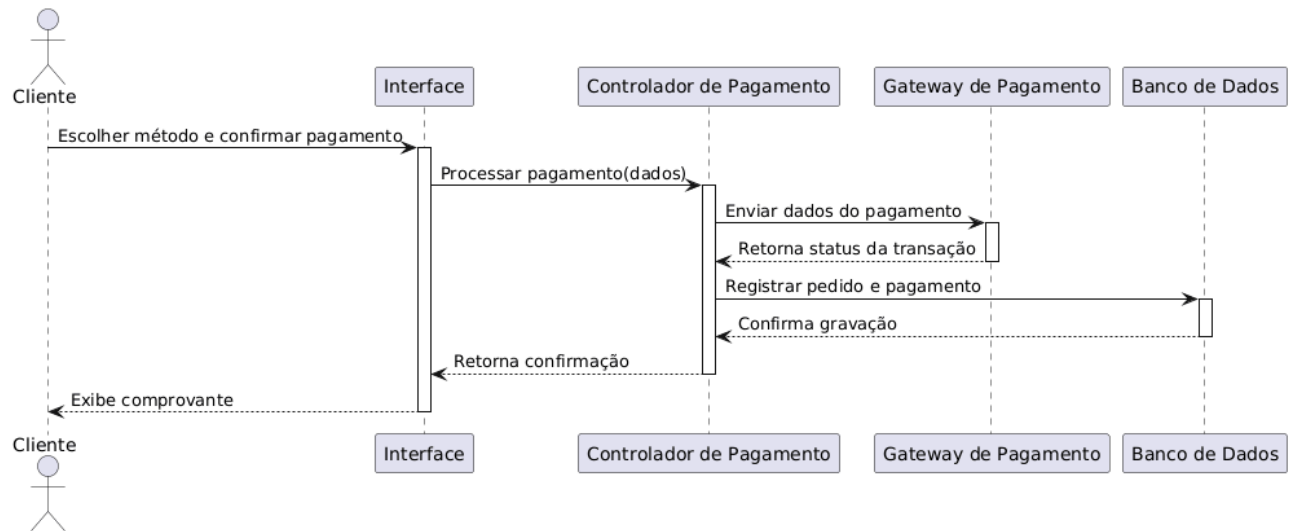 Cliente
Interface
Controlador de Pagamento
Gateway de Pagamento
Banco de Dados
Escolher método e confirmar pagamento
Processar pagamento(dados)
Enviar dados do pagamento
Retorna status da transação
Registrar pedido e pagamento
Confirma gravação
Retorna confirmação
Exibe comprovante
Cliente
Interface
Controlador de Pagamento
Gateway de Pagamento
Banco de Dados